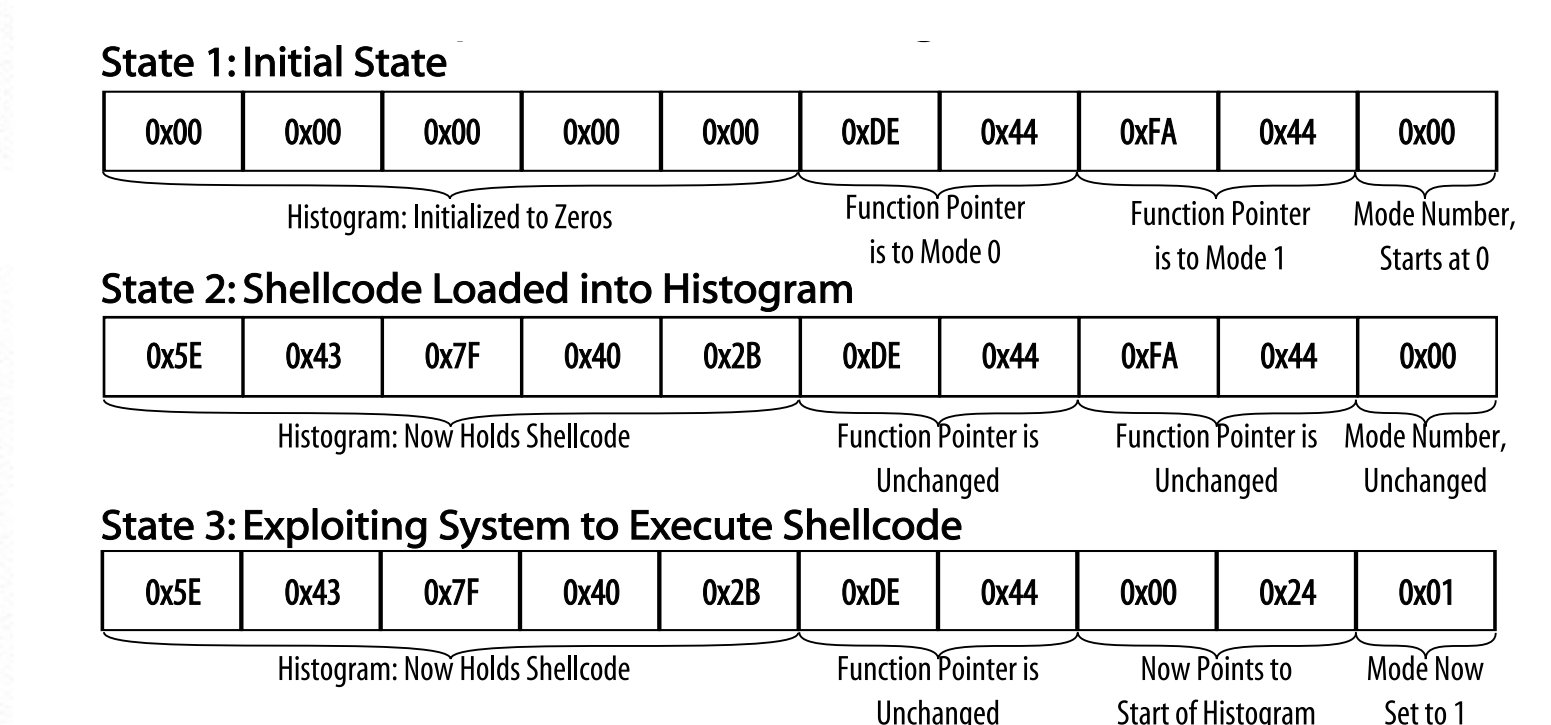 State 1: Initial State
0x00 0x00 0x00 0x00 0x00 0xDE 0x44 0xFA 0x44 0x00
Histogram: Initialized to Zeros
Function Pointer
is to Mode 0
Function Pointer
is to Mode 1
Mode Number,
Starts at 0
State 2: Shellcode Loaded into Histogram
0x5E 0x43 0x7F 0x40 0x2B 0xDE 0x44 0xFA 0x44 0x00
Histogram: Now Holds Shellcode
Function Pointer is
Unchanged
Function Pointer is
Unchanged
Mode Number,
Unchanged
State 3: Exploiting System to Execute Shellcode
0x5E 0x43 0x7F 0x40 0x2B 0xDE 0x44 0x00 0x24 0x01
Histogram: Now Holds Shellcode
Function Pointer is
Unchanged
Now Points to
Start of Histogram
Mode Now
Set to 1